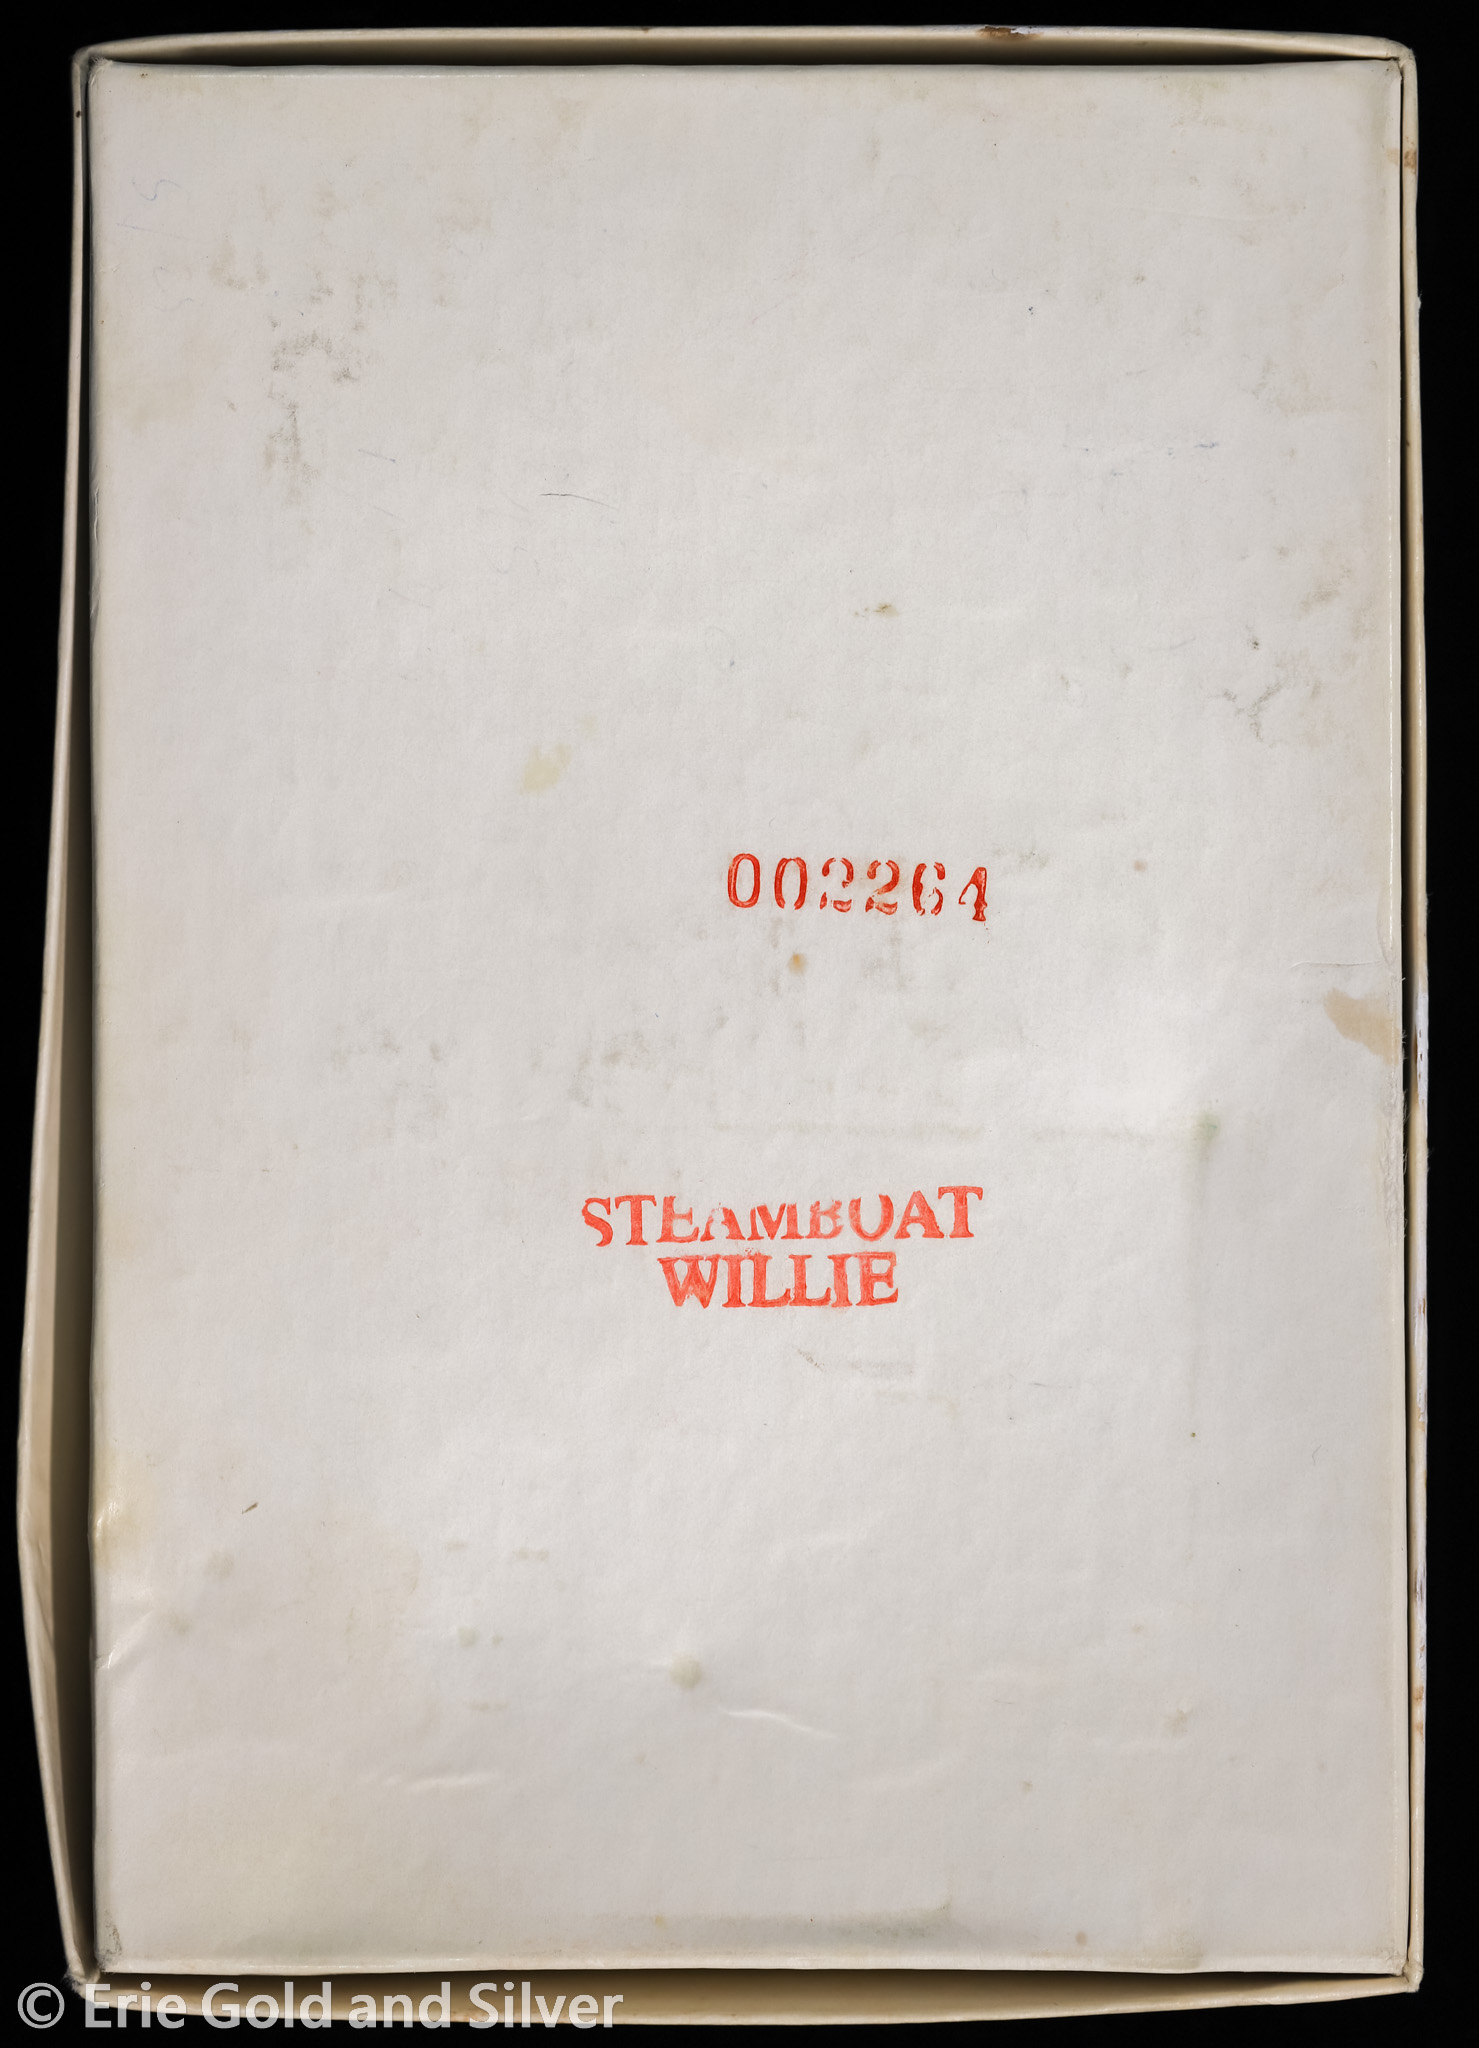 002264
STEAMBOAT
WILLIE
© Erie Gold and Silver